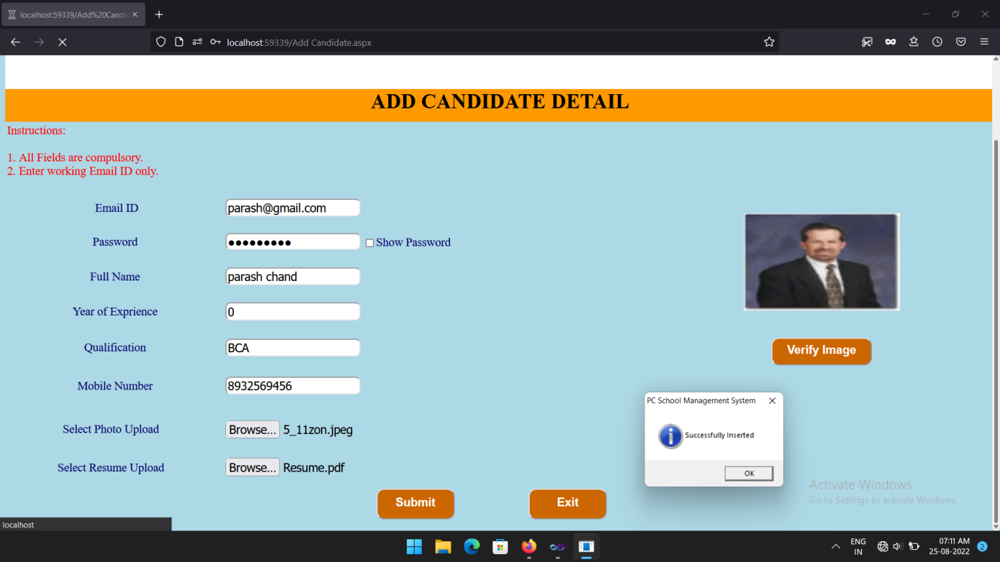 localhost:59339/Add%20Candid
localhost:59339/Add Candidate.aspx
ADD CANDIDATE DETAIL
Instructions:
1. All Fields are compulsory.
2. Enter working Email ID only.
Email ID
parash@gmail.com
Password
●●●●●●●●●
Show Password
Full Name
parash chand
Year of Exprience
0
Qualification
BCA
Verify Image
Mobile Number
8932569456
PC School Management System
Successfully Inserted
OK
Select Photo Upload
Browse... 5_11zon.jpeg
Select Resume Upload
Browse... Resume.pdf
Activate Windows
Go to Settings to activate Windows.
Submit
Exit
localhost
ENG
IN
07:11 AM
25-08-2022
2